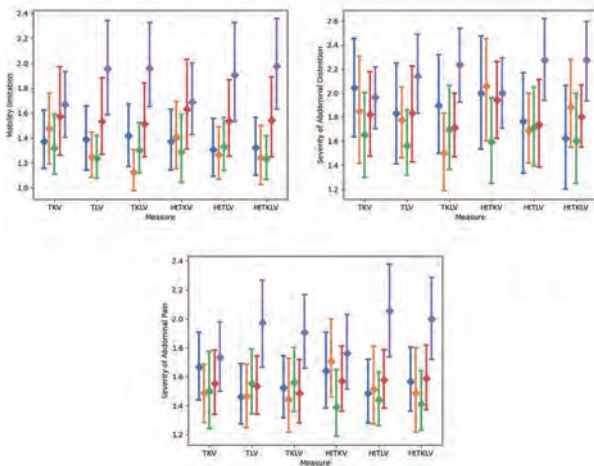 2.4
2.2
2.0
1.8
1.6
1.4
1.2
1.0
Mobility limitation
TKV TLV TKLV HtTKV HtTLV HtTKLV
Measure
2.6
2.4
2.2
2.0
1.8
1.6
1.4
1.2
Severity of Abdominal Distention
TKV TLV TKLV HtTKV HtTLV HtTKLV
Measure
2.4
2.2
2.0
1.8
1.6
1.4
1.2
Severity of Abdominal Pain
TKV TLV TKLV HtTKV HtTLV HtTKLV
Measure